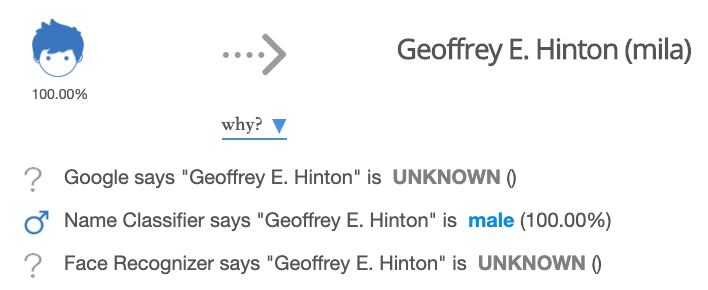 100.00%
Geoffrey E. Hinton (mila)
why?
Google says "Geoffrey E. Hinton" is UNKNOWN ()
Name Classifier says "Geoffrey E. Hinton" is male (100.00%)
Face Recognizer says "Geoffrey E. Hinton" is UNKNOWN ()